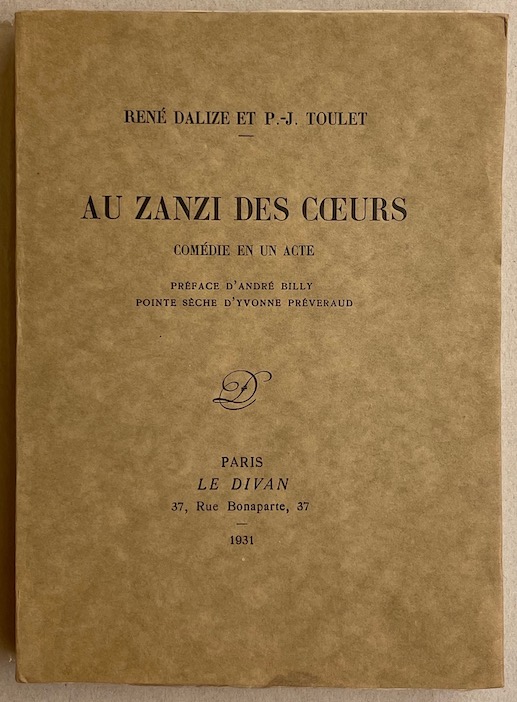 RENÉ DALIZE ET P.-J. TOULET
AU ZANZI DES CŒURS
COMÉDIE EN UN ACTE
PRÉFACE D'ANDRÉ BILLY
POINTE SÈCHE D'YVONNE PRÉVERAUD
LD
PARIS
LE DIVAN
37, Rue Bonaparte, 37
1931